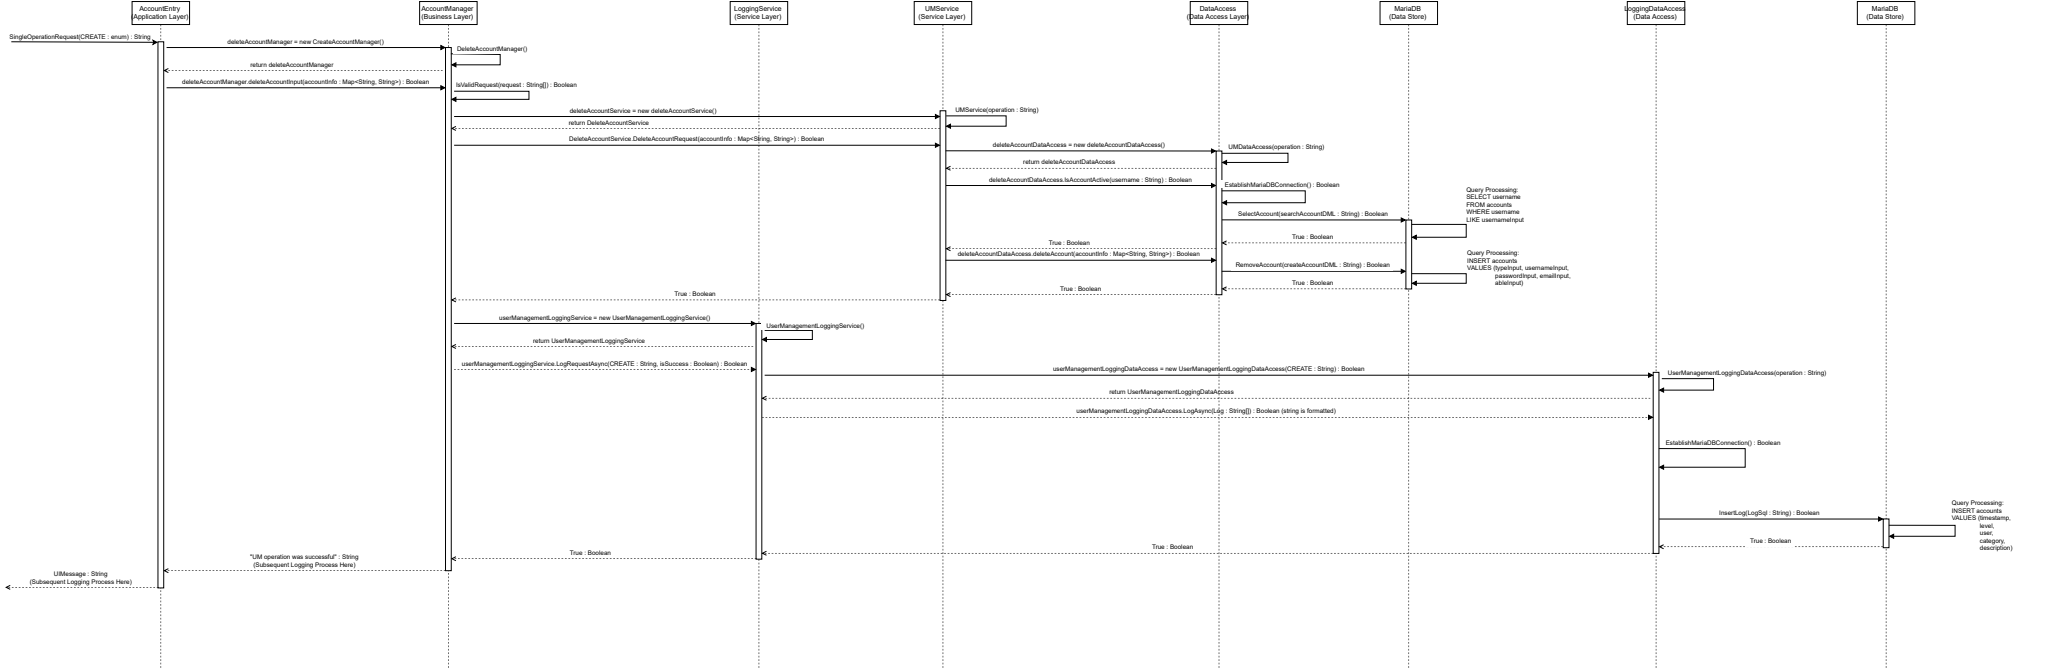 AccountEntry
(Application Layer)
AccountManager
(Business Layer)
LoggingService
(Service Layer)
UMService
(Service Layer)
DataAccess
(Data Access Layer)
MariaDB
(Data Store)
LoggingDataAccess
(Data Access)
MariaDB
(Data Store)
SingleOperationRequest(CREATE : enum) : String
deleteAccountManager = new CreateAccountManager()
DeleteAccountManager()
return deleteAccountManager
deleteAccountManager.deleteAccountInput(accountInfo : Map<String, String>) : Boolean
IsValidRequest(request : String[]) : Boolean
deleteAccountService = new deleteAccountService()
UMService(operation : String)
return DeleteAccountService
DeleteAccountService.DeleteAccountRequest(accountInfo : Map<String, String>) : Boolean
deleteAccountDataAccess = new deleteAccountDataAccess()
UMDataAccess(operation : String)
return deleteAccountDataAccess
deleteAccountDataAccess.IsAccountActive(username : String) : Boolean
EstablishMariaDBConnection() : Boolean
Query Processing:
SELECT username
FROM accounts
WHERE username
LIKE usernameInput
SelectAccount(searchAccountDML : String) : Boolean
True : Boolean
True : Boolean
deleteAccountDataAccess.deleteAccount(accountInfo : Map<String, String>) : Boolean
Query Processing:
INSERT accounts
VALUES (typeInput, usernameInput,
passwordInput, emailInput,
ableInput)
RemoveAccount(createAccountDML : String) : Boolean
True : Boolean
True : Boolean
True : Boolean
userManagementLoggingService = new UserManagementLoggingService()
UserManagementLoggingService()
return UserManagementLoggingService
userManagementLoggingService.LogRequestAsync(CREATE : String, isSuccess : Boolean) : Boolean
userManagementLoggingDataAccess = new UserManagementLoggingDataAccess(CREATE : String) : Boolean
UserManagementLoggingDataAccess(operation : String)
return UserManagementLoggingDataAccess
userManagementLoggingDataAccess.LogAsync(Log : String[]) : Boolean (string is formatted)
EstablishMariaDBConnection() : Boolean
Query Processing:
INSERT accounts
VALUES (timestamp,
level,
user,
category,
description)
InsertLog(LogSql : String) : Boolean
True : Boolean
True : Boolean
True : Boolean
"UM operation was successful" : String
(Subsequent Logging Process Here)
UIMessage : String
(Subsequent Logging Process Here)